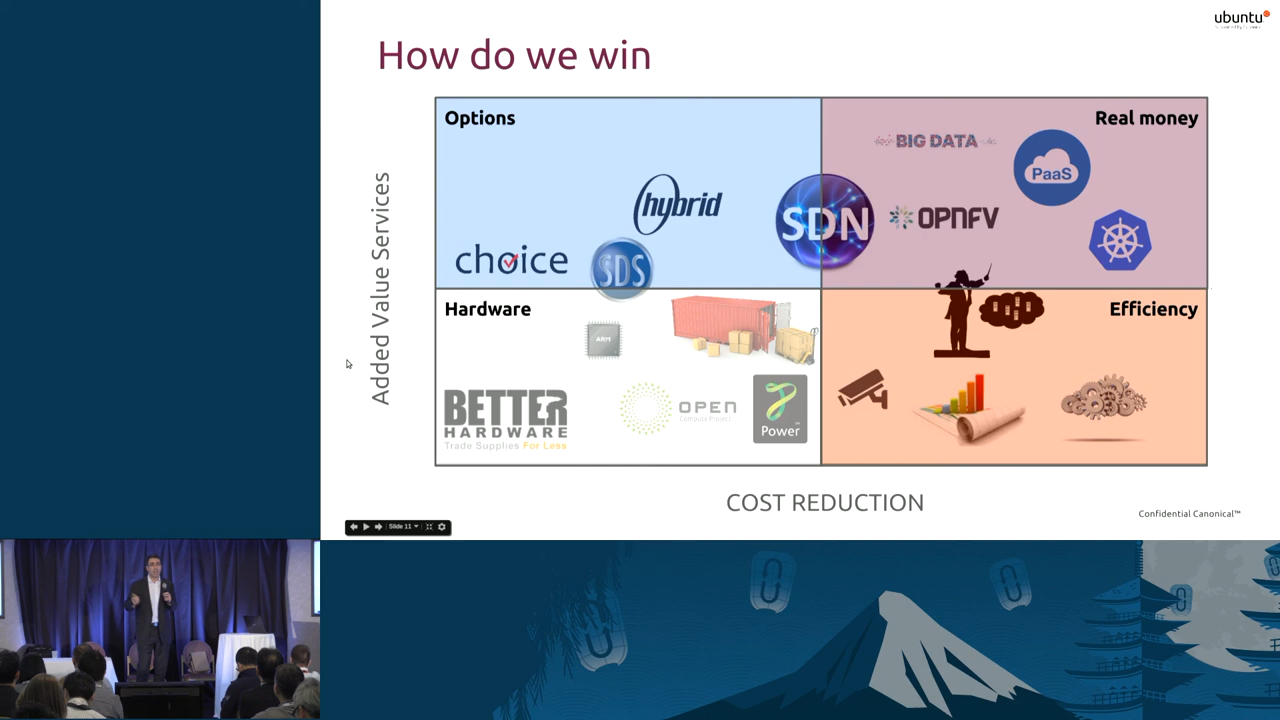 ubuntu
How do we win
Options
Real money
BIG DATA
PaaS
hybrid
SDN
OPNFV
choice
SDS
Added Value Services
Hardware
Efficiency
ARM
BETTER
HARDWARE
Trade Supplies For Less
OPEN
Compute Project
Power
COST REDUCTION
Confidential Canonical™
Slide 11